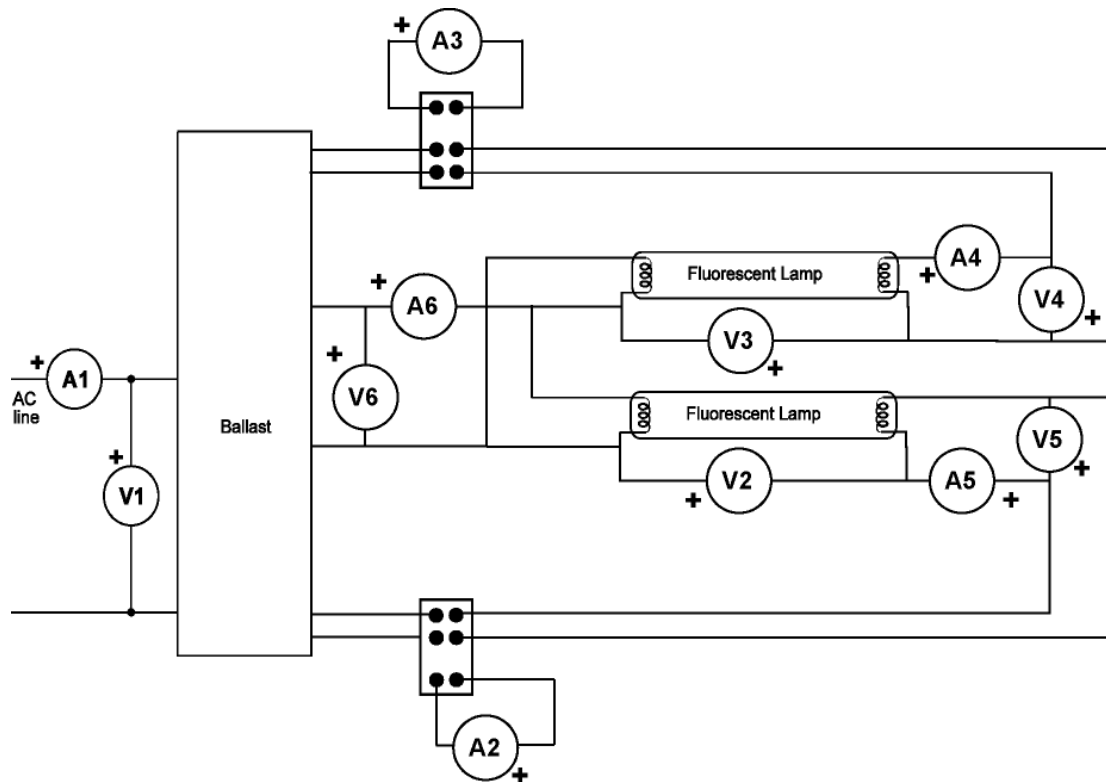 +
A3
Fluorescent Lamp
A4
+
+
A6
V4
+
V3
+
+
A1
AC
line
+
V6
Ballast
Fluorescent Lamp
V5
+
+
V1
+
V2
A5
+
A2
+